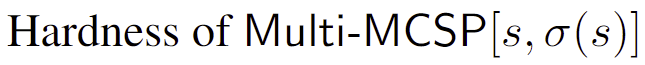 Hardness of Multi-MCSP[s, σ(s)]